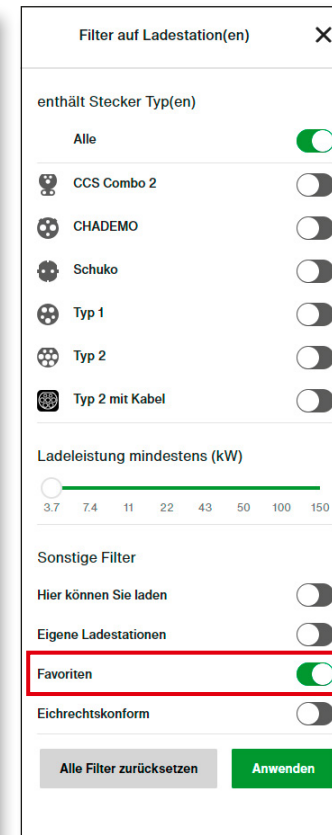 Filter auf Ladestation(en)
enthält Stecker Typ(en)
Alle
CCS Combo 2
CHADEMO
Schuko
Typ 1
Typ 2
Typ 2 mit Kabel
Ladeleistung mindestens (kW)
3.7 7.4 11 22 43 50 100 150
Sonstige Filter
Hier können Sie laden
Eigene Ladestationen
Favoriten
Eichrechtskonform
Alle Filter zurücksetzen Anwenden